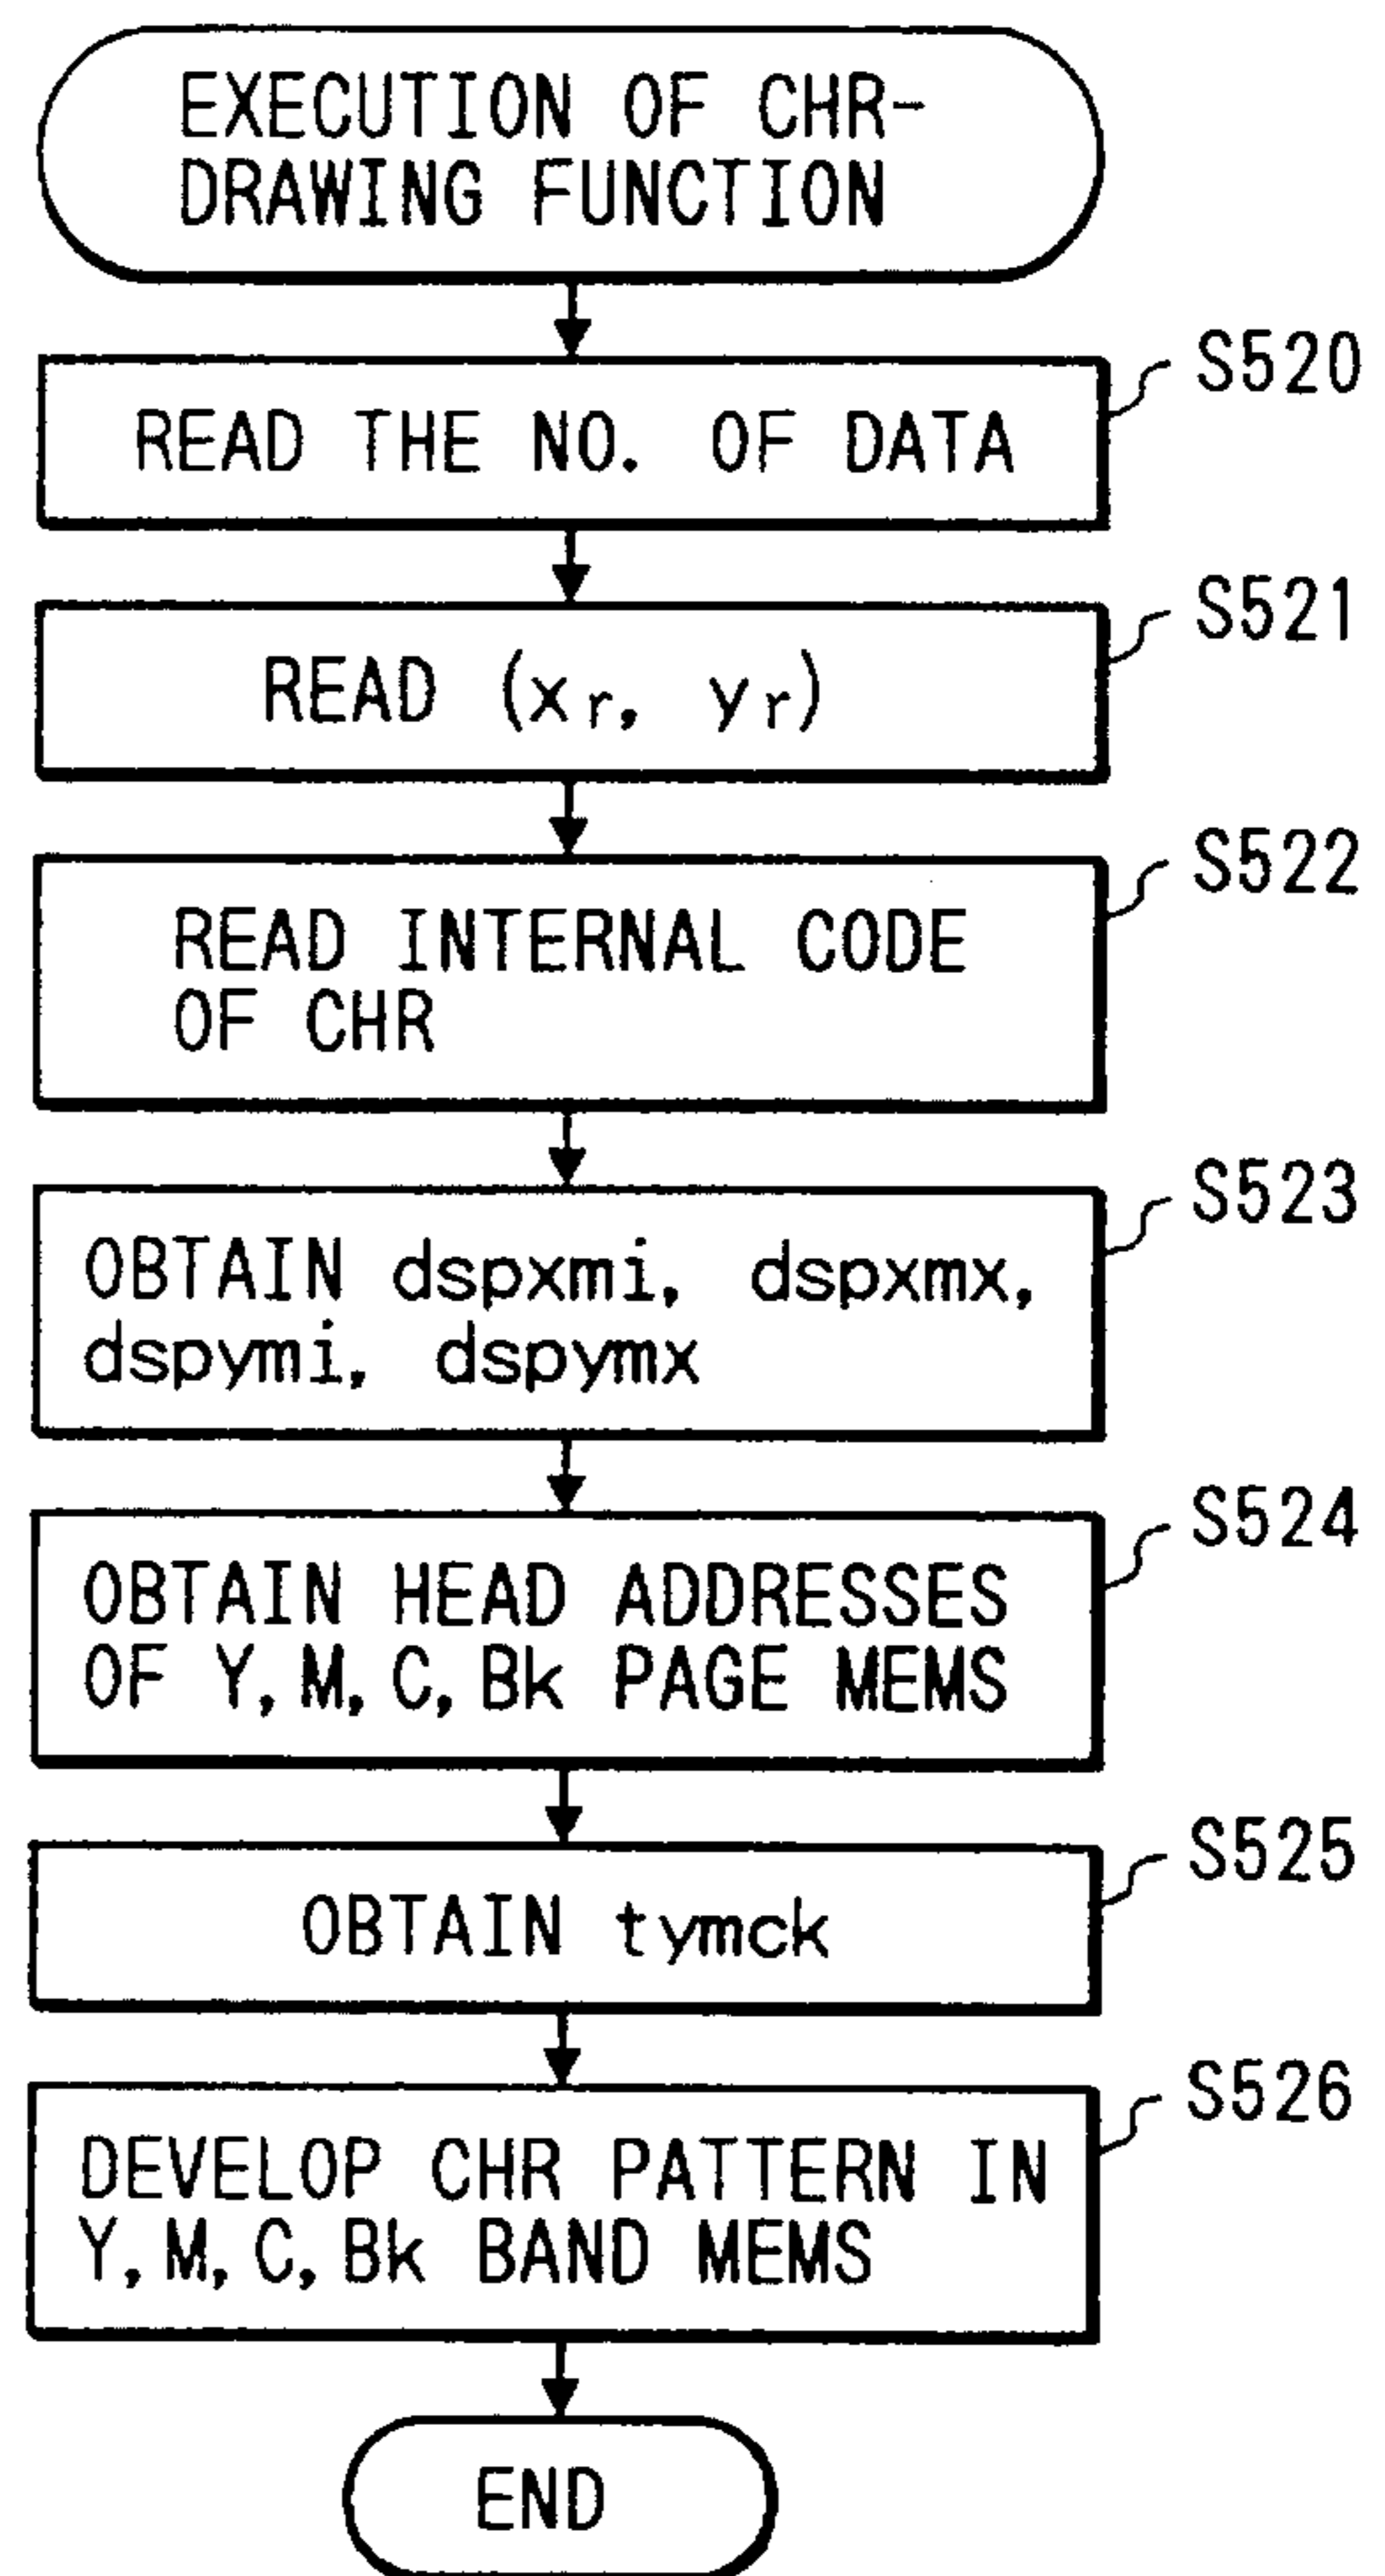 EXECUTION OF CHR-
DRAWING FUNCTION
S520
READ THE NO. OF DATA
S521
READ (xr, yr)
S522
READ INTERNAL CODE
OF CHR
S523
OBTAIN dspxmi, dspxmx,
dspymi, dspymx
S524
OBTAIN HEAD ADDRESSES
OF Y, M, C, Bk PAGE MEMS
S525
OBTAIN tymck
S526
DEVELOP CHR PATTERN IN
Y, M, C, Bk BAND MEMS
END